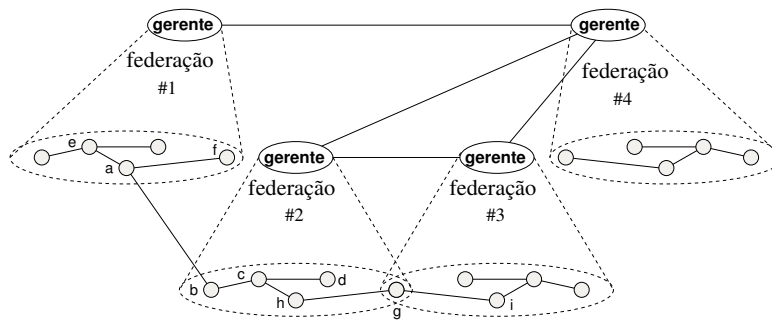 gerente
gerente
federação
#1
federação
#4
e
f
a
gerente
gerente
federação
#2
federação
#3
c
d
b
h
g
i